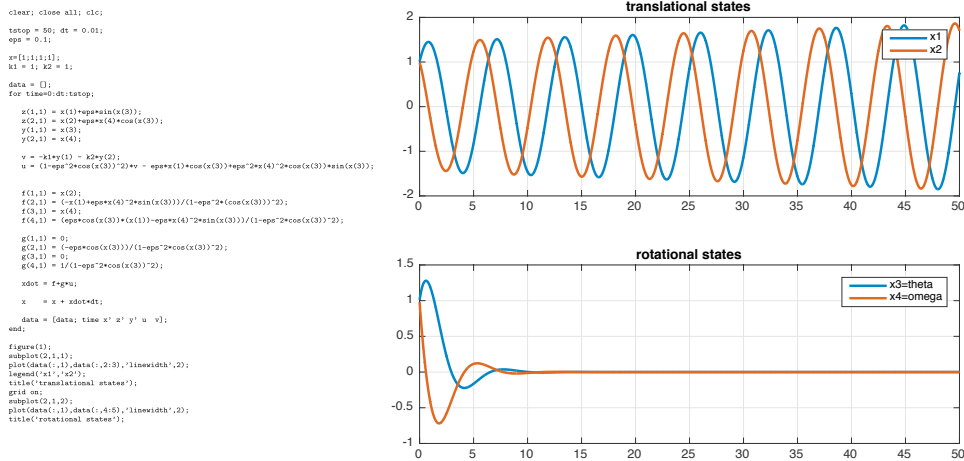 clear; close all; clc;
tstop = 50; dt = 0.01;
eps = 0.1;
x=[1;1;1;1];
k1 = 1; k2 = 1;
data = [];
for time=0:dt:tstop;
z(1,1) = x(1)+eps*sin(x(3));
z(2,1) = x(2)+eps*x(4)*cos(x(3));
y(1,1) = x(3);
y(2,1) = x(4);
v = -k1*y(1) - k2*y(2);
u = (1-eps^2*cos(x(3))^2)*v - eps*x(1)*cos(x(3))+eps^2*x(4)^2*cos(x(3))*sin(x(3));
f(1,1) = x(2);
f(2,1) = (-x(1)+eps*x(4)^2*sin(x(3)))/(1-eps^2*(cos(x(3)))^2);
f(3,1) = x(4);
f(4,1) = (eps*cos(x(3))*(x(1))-eps*x(4)^2*sin(x(3)))/(1-eps^2*cos(x(3))^2);
g(1,1) = 0;
g(2,1) = (-eps*cos(x(3)))/(1-eps^2*cos(x(3))^2);
g(3,1) = 0;
g(4,1) = 1/(1-eps^2*cos(x(3))^2);
xdot = f+g*u;
x    = x + xdot*dt;
data = [data; time x' z' y' u  v];
end;
figure(1);
subplot(2,1,1);
plot(data(:,1),data(:,2:3),'linewidth',2);
legend('x1','x2');
title('translational states');
grid on;
subplot(2,1,2);
plot(data(:,1),data(:,4:5),'linewidth',2);
title('rotational states');
translational states
2
1
0
-1
-2
x1
x2
0 5 10 15 20 25 30 35 40 45 50
rotational states
1.5
1
0.5
0
-0.5
-1
x3=theta
x4=omega
0 5 10 15 20 25 30 35 40 45 50